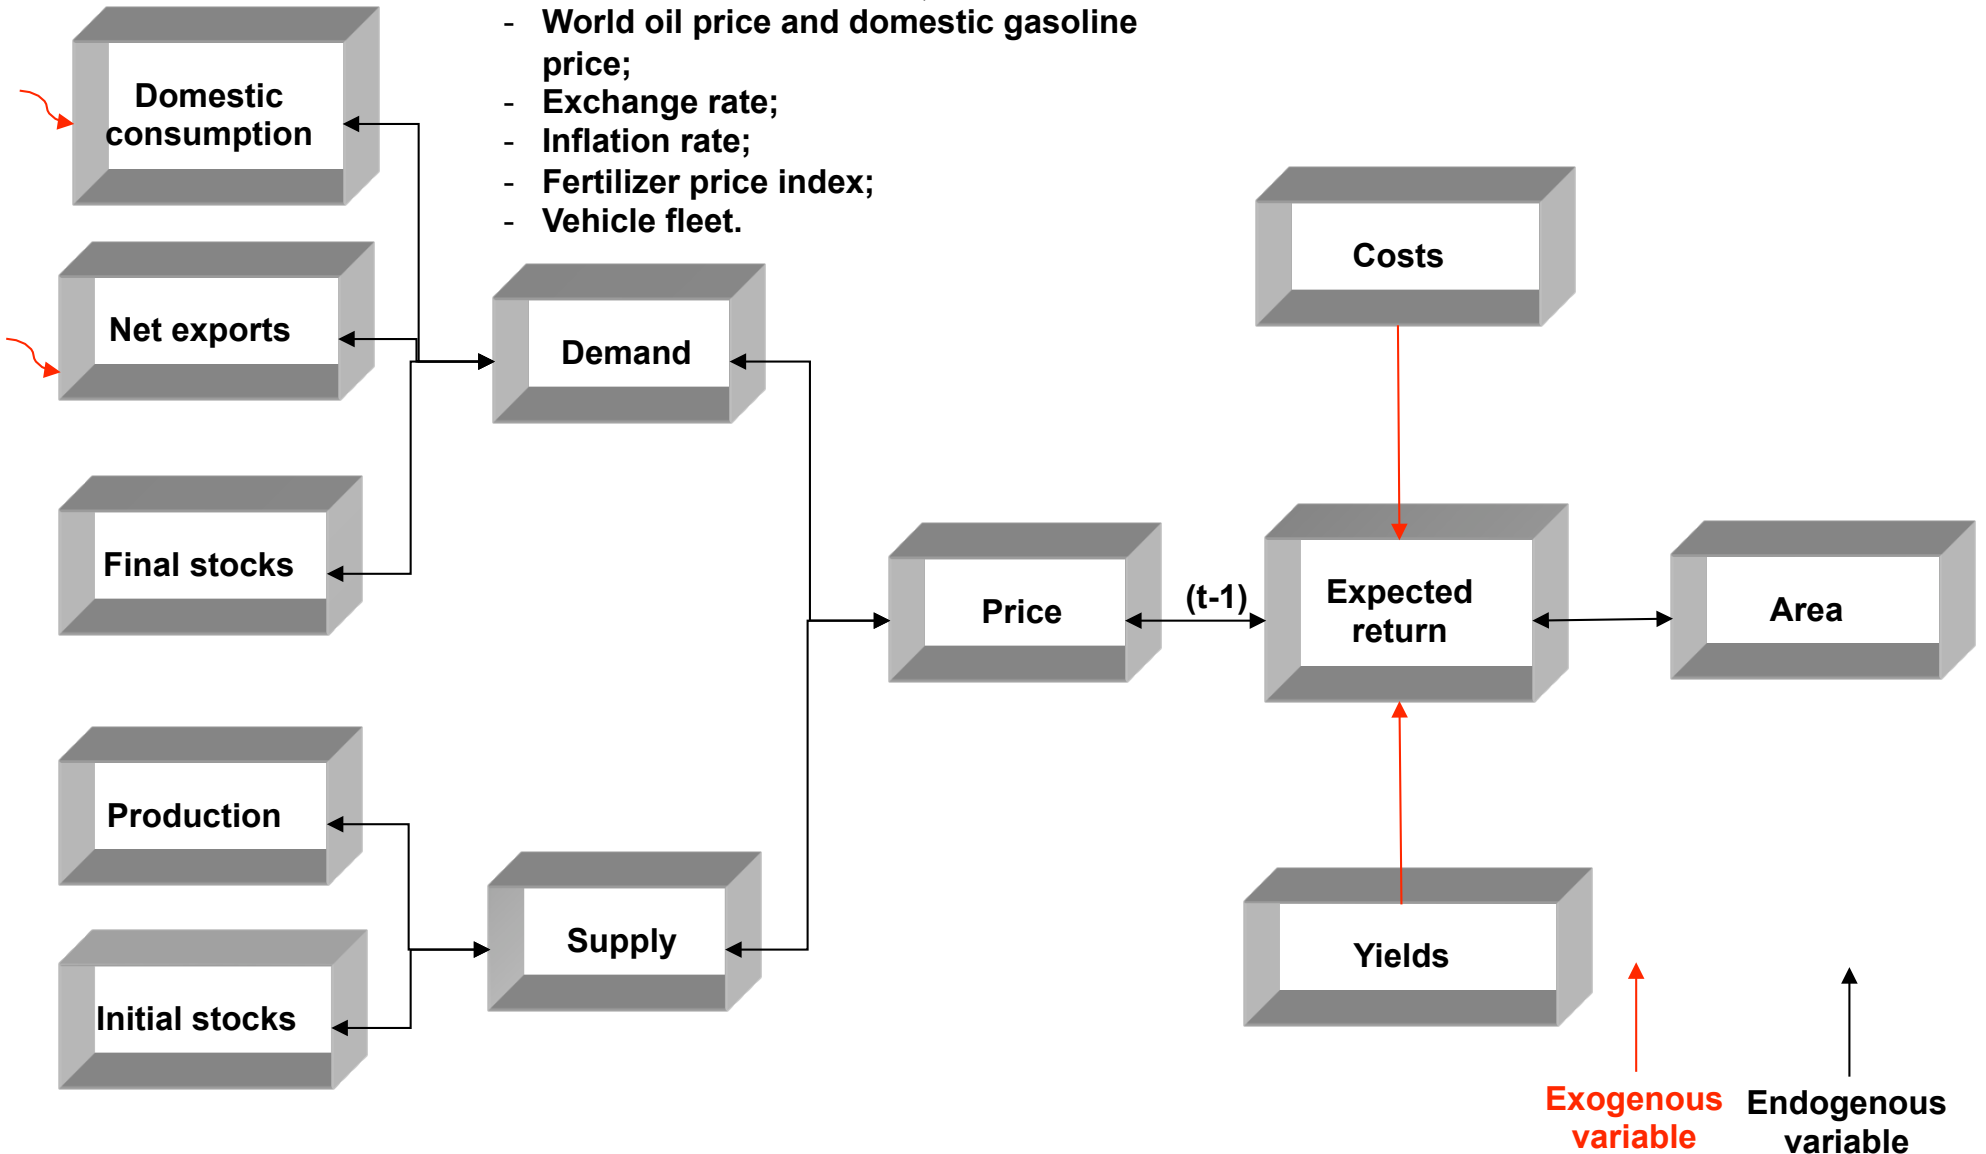 - World oil price and domestic gasoline
price;
- Exchange rate;
- Inflation rate;
- Fertilizer price index;
- Vehicle fleet.
Domestic
consumption
Net exports
Final stocks
Production
Initial stocks
Demand
Supply
Price
(t-1)
Costs
Expected
return
Yields
Area
Exogenous
variable
Endogenous
variable